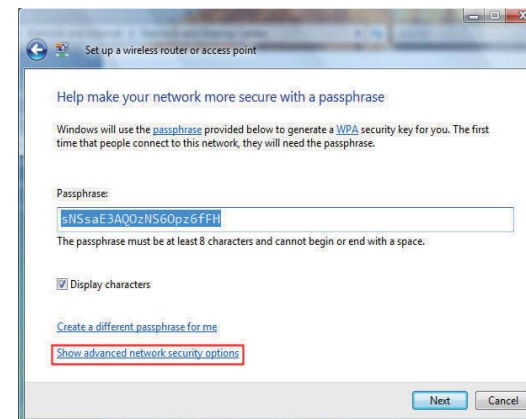 Set up a wireless router or access point
Help make your network more secure with a passphrase
Windows will use the passphrase provided below to generate a WPA security key for you. The first
time that people connect to this network, they will need the passphrase.
Passphrase:
sNSsaE3AQOzNS6Opz6fFH
The passphrase must be at least 8 characters and cannot begin or end with a space.
Display characters
Create a different passphrase for me
Show advanced network security options
Next Cancel